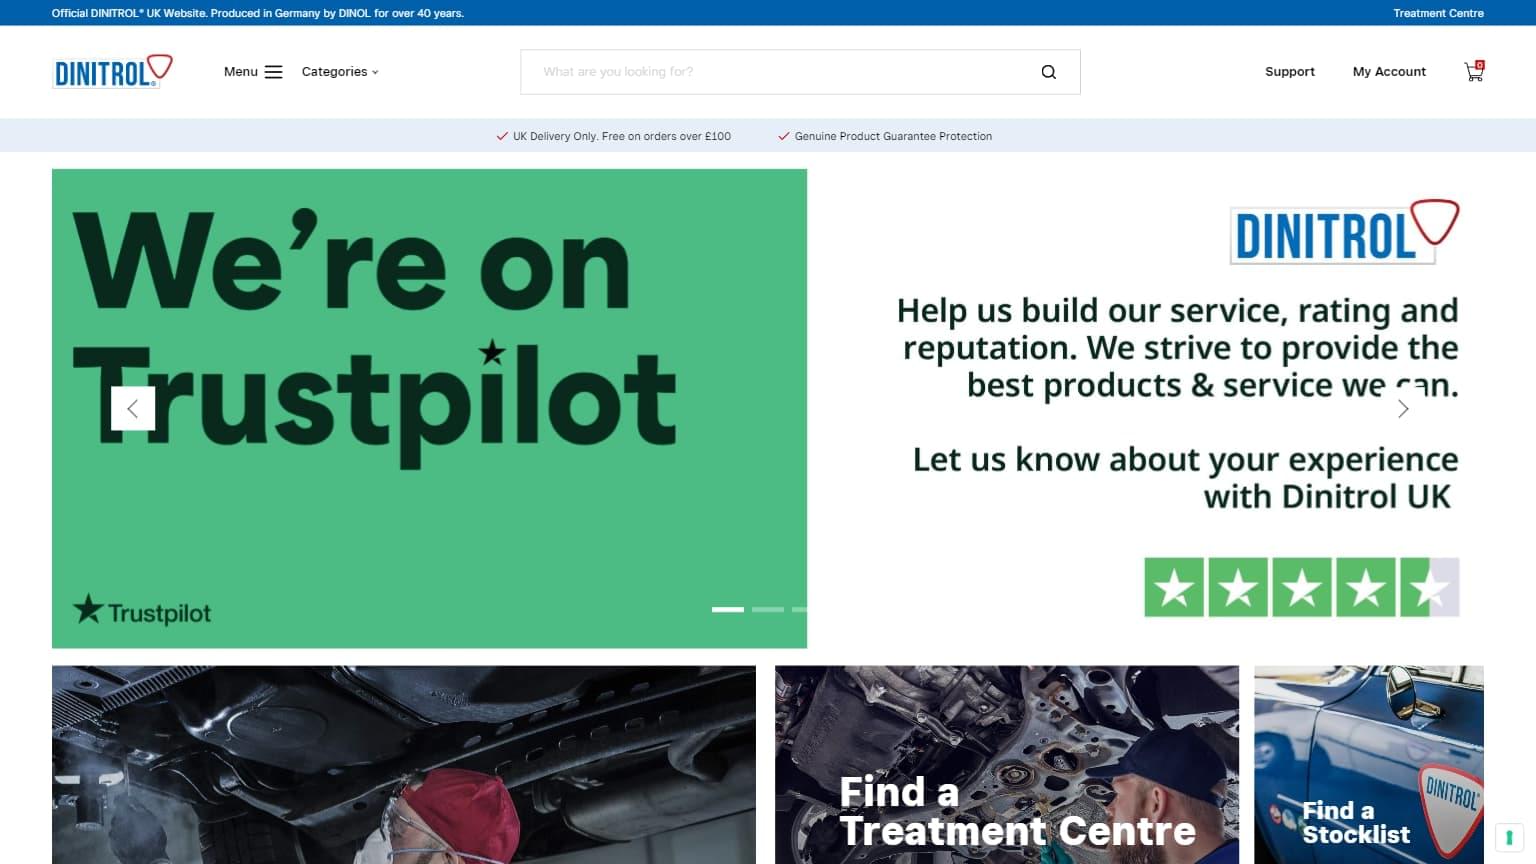 Official DINITROL® UK Website. Produced in Germany by DINOL for over 40 years.
Treatment Centre
DINITROL®
Menu
Categories
What are you looking for?
Support
My Account
0
UK Delivery Only. Free on orders over £100
Genuine Product Guarantee Protection
We're on
Trustpilot
Trustpilot
DINITROL
Help us build our service, rating and
reputation. We strive to provide the
best products & service we can.
Let us know about your experience
with Dinitrol UK
Find a
Treatment Centre
Find a
Stocklist
DINITROL